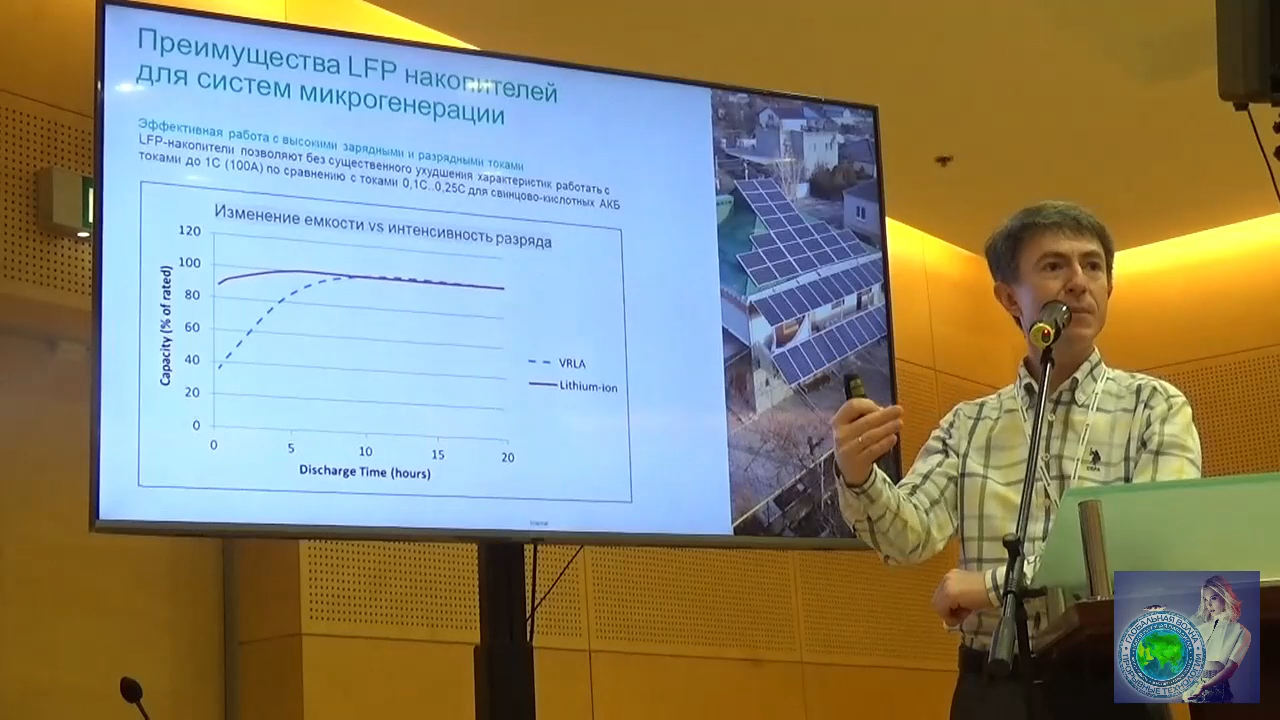 Преимущества LFP накопителей
для систем микрогенерации
Эффективная работа с высокими зарядными и разрядными токами
LFP-накопители позволяют без существенного ухудшения характеристик работать с
токами до 1С (100А) по сравнению с токами 0,1С..0,25С для свинцово-кислотных АКБ
Изменение емкости vs интенсивность разряда
120
100
80
60
40
20
0
Capacity (% of rated)
0 5 10 15 20
Discharge Time (hours)
VRLA
Lithium-ion